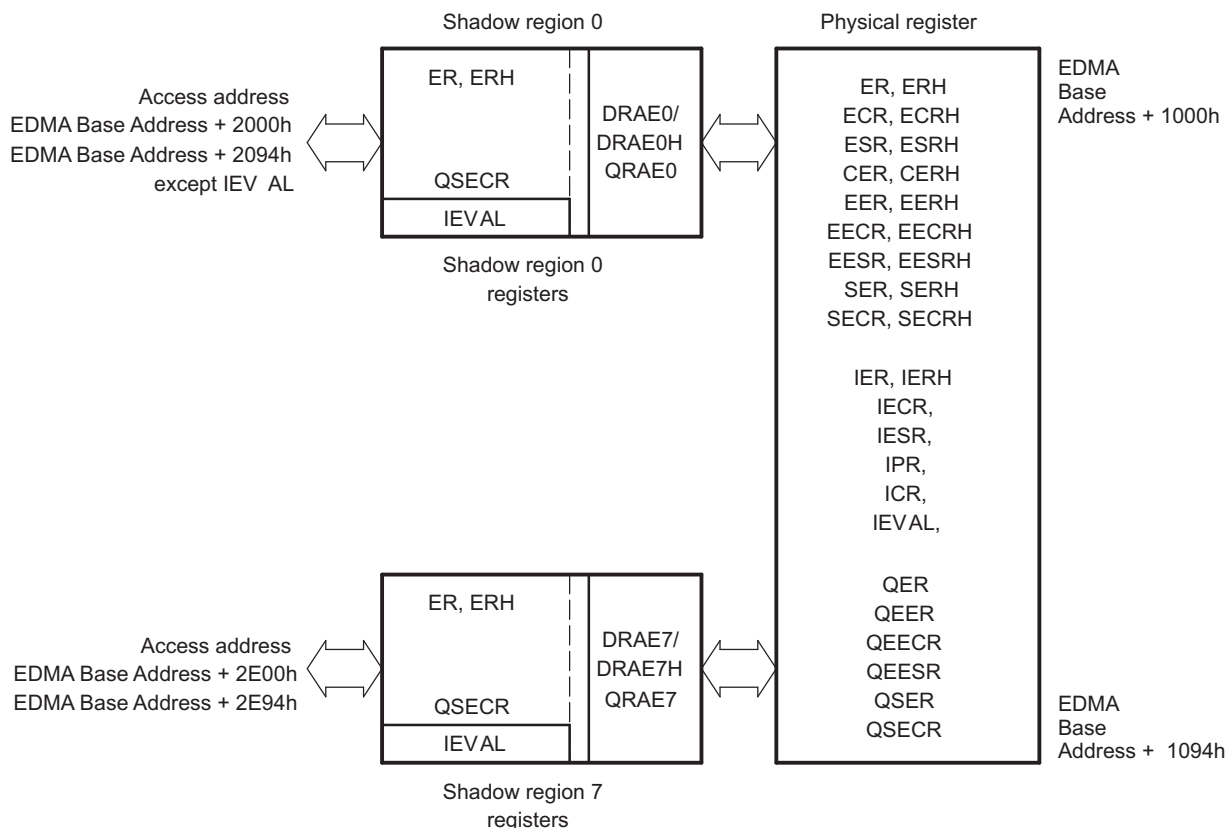 Shadow region 0
Physical register
Access address
EDMA Base Address + 2000h
EDMA Base Address + 2094h
except IEV AL
ER, ERH
QSECR
IEVAL
DRAE0/
DRAE0H
QRAE0
Shadow region 0
registers
ER, ERH
ECR, ECRH
ESR, ESRH
CER, CERH
EER, EERH
EECR, EECRH
EESR, EESRH
SER, SERH
SECR, SECRH
IER, IERH
IECR,
IESR,
IPR,
ICR,
IEVAL,
QER
QEER
QEECR
QEESR
QSER
QSECR
EDMA
Base
Address + 1000h
Access address
EDMA Base Address + 2E00h
EDMA Base Address + 2E94h
ER, ERH
QSECR
IEVAL
DRAE7/
DRAE7H
QRAE7
Shadow region 7
registers
EDMA
Base
Address + 1094h